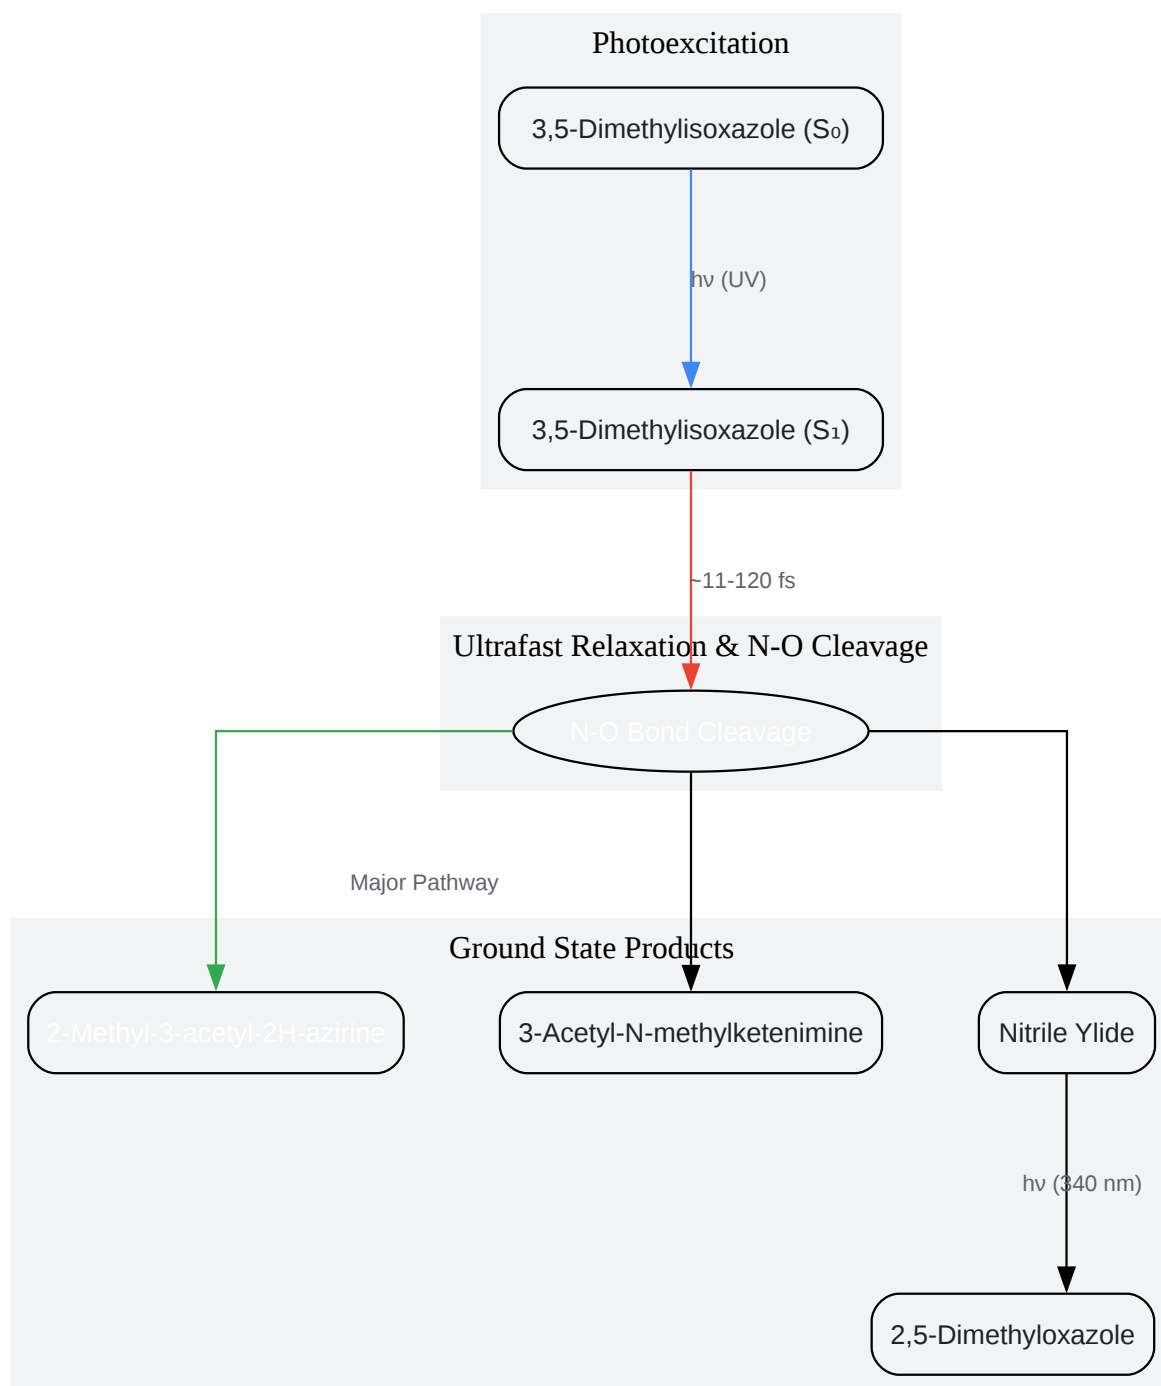 Photoexcitation
3,5-Dimethylisoxazole (S₀)
hν (UV)
3,5-Dimethylisoxazole (S₁)
~11-120 fs
Ultrafast Relaxation & N-O Cleavage
N-O Bond Cleavage
Major Pathway
Ground State Products
2-Methyl-3-acetyl-2H-azirine
3-Acetyl-N-methylketenimine
Nitrile Ylide
hν (340 nm)
2,5-Dimethyloxazole